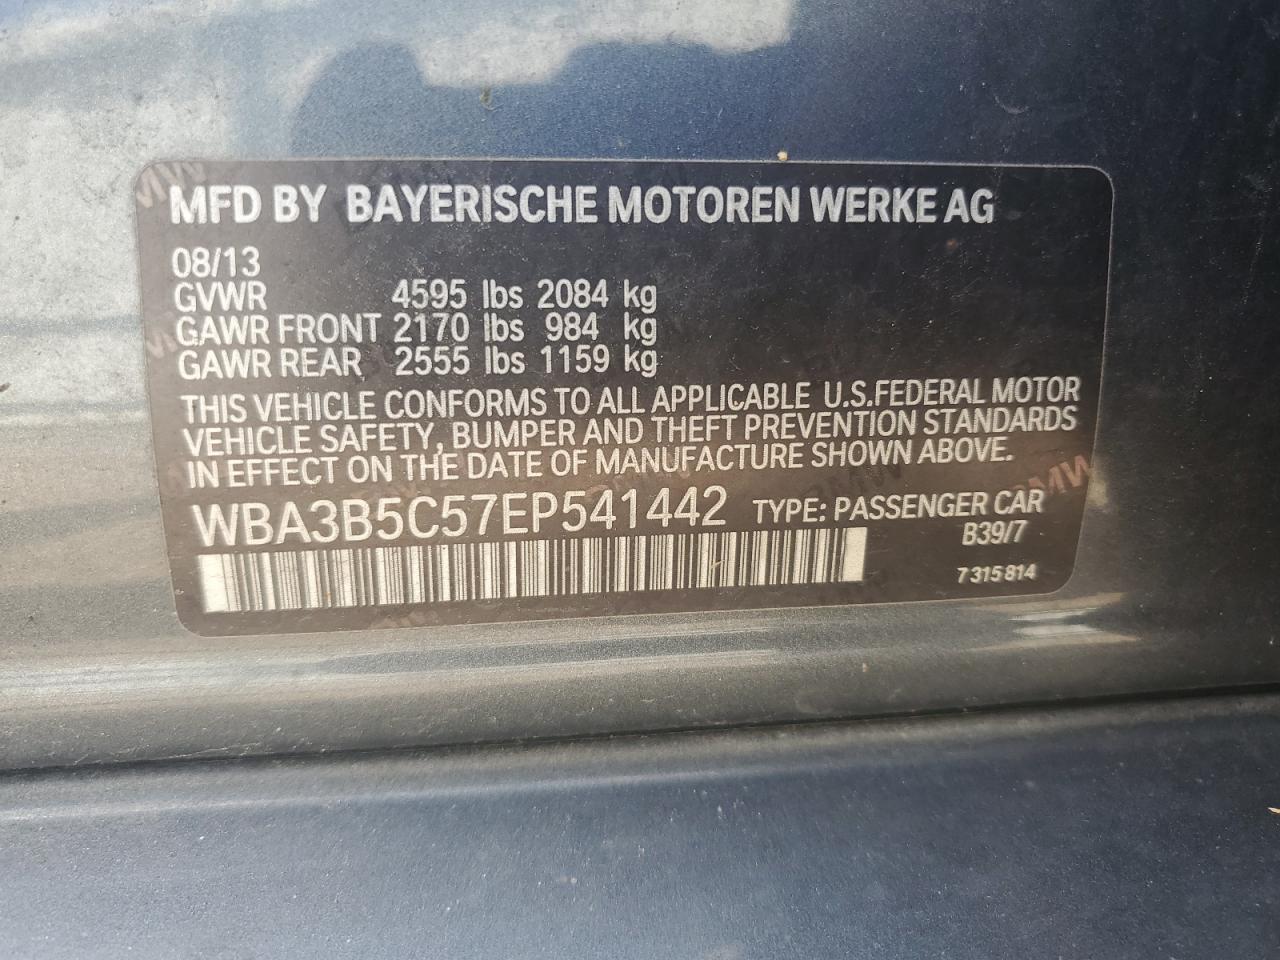 MFD BY BAYERISCHE MOTOREN WERKE AG
08/13
GVWR 4595 lbs 2084 kg
GAWR FRONT 2170 lbs 984 kg
GAWR REAR 2555 lbs 1159 kg
THIS VEHICLE CONFORMS TO ALL APPLICABLE U.S.FEDERAL MOTOR
VEHICLE SAFETY, BUMPER AND THEFT PREVENTION STANDARDS
IN EFFECT ON THE DATE OF MANUFACTURE SHOWN ABOVE.
WBA3B5C57EP541442 TYPE: PASSENGER CAR
B39/7
7 315 814